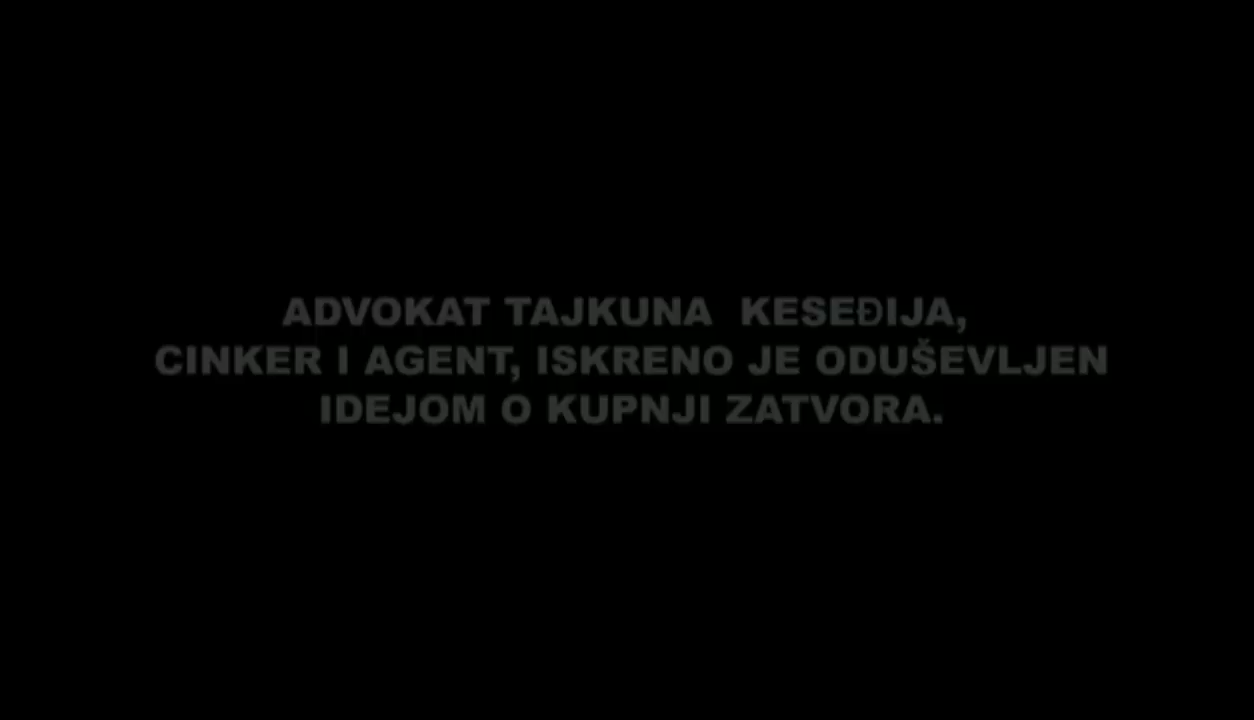 ADVOKAT TAJKUNA  KESEĐIJA,
CINKER I AGENT, ISKRENO JE ODUŠEVLJEN
IDEJOM O KUPNJI ZATVORA.